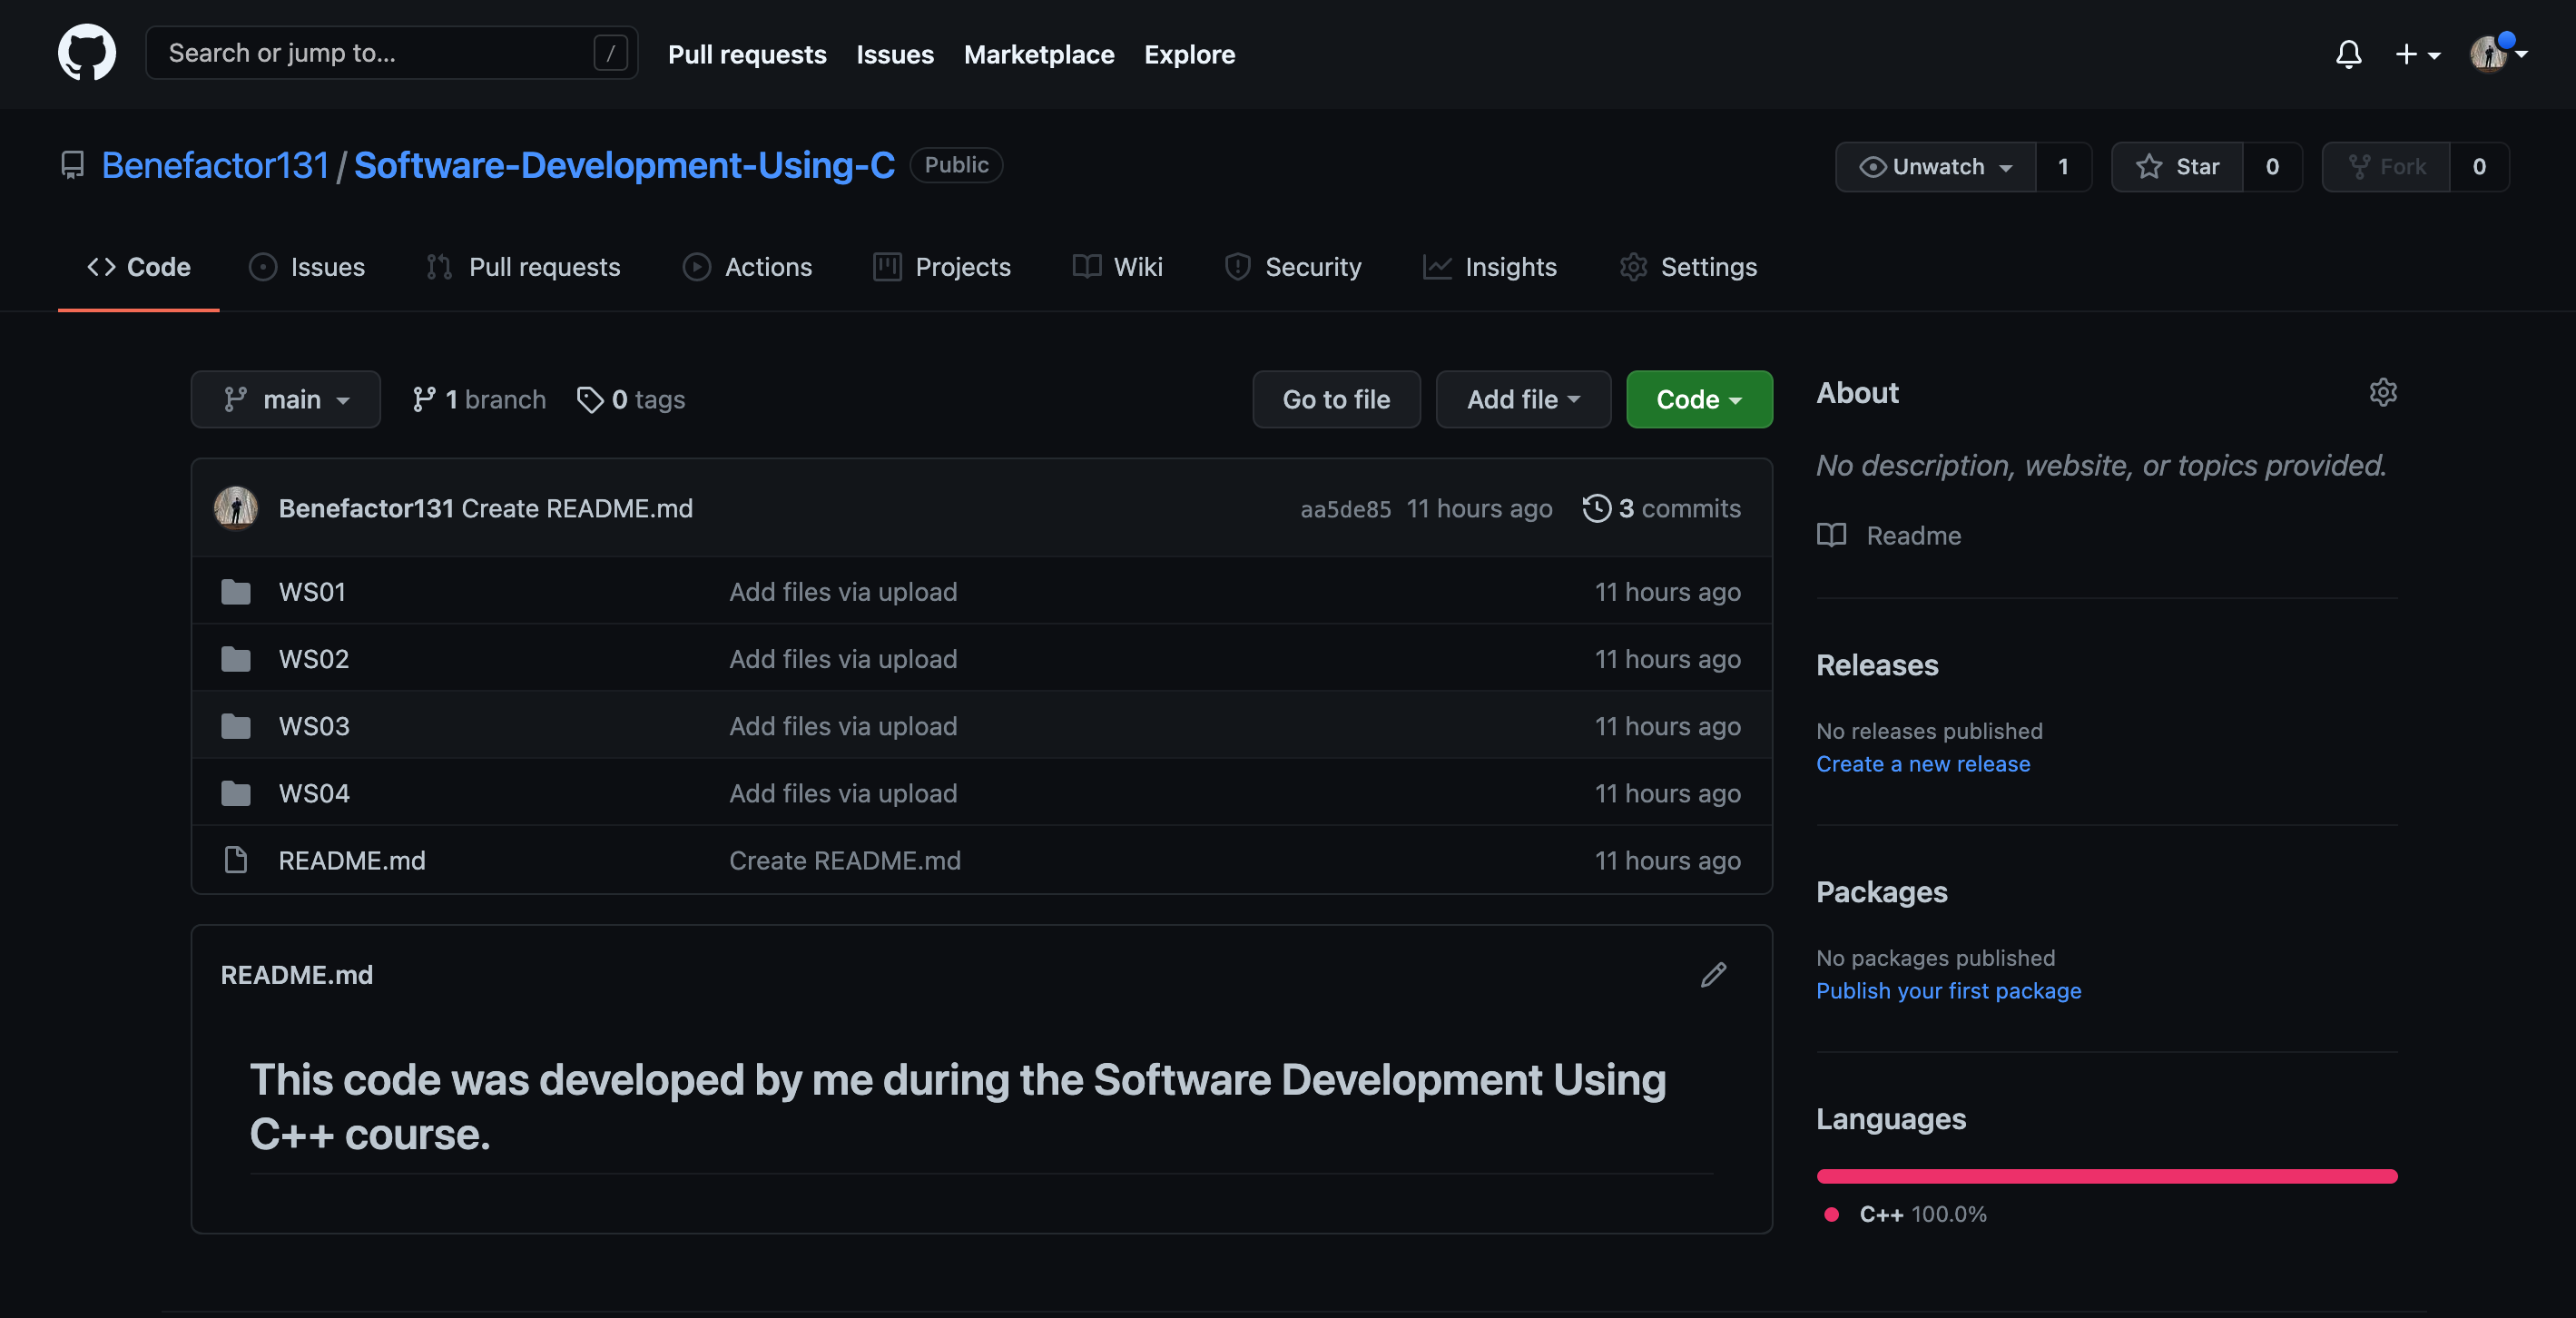 Search or jump to... /
Pull requests Issues Marketplace Explore
Benefactor131 / Software-Development-Using-C Public
Unwatch 1 Star 0 Fork 0
Code Issues Pull requests Actions Projects Wiki Security Insights Settings
main 1 branch 0 tags Go to file Add file Code
Benefactor131 Create README.md aa5de85 11 hours ago 3 commits
WS01 Add files via upload 11 hours ago
WS02 Add files via upload 11 hours ago
WS03 Add files via upload 11 hours ago
WS04 Add files via upload 11 hours ago
README.md Create README.md 11 hours ago
README.md
This code was developed by me during the Software Development Using
C++ course.
About
No description, website, or topics provided.
Readme
Releases
No releases published
Create a new release
Packages
No packages published
Publish your first package
Languages
C++ 100.0%